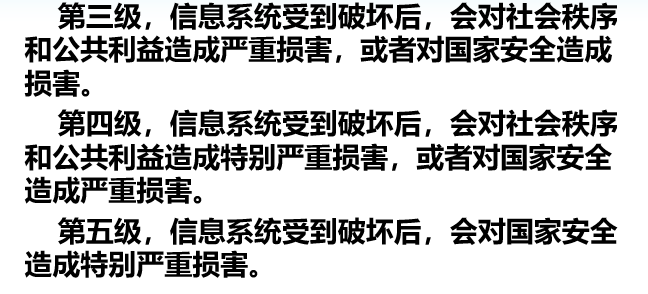 第三级，信息系统受到破坏后，会对社会秩序
和公共利益造成严重损害，或者对国家安全造成
损害。
第四级，信息系统受到破坏后，会对社会秩序
和公共利益造成特别严重损害，或者对国家安全
造成严重损害。
第五级，信息系统受到破坏后，会对国家安全
造成特别严重损害。